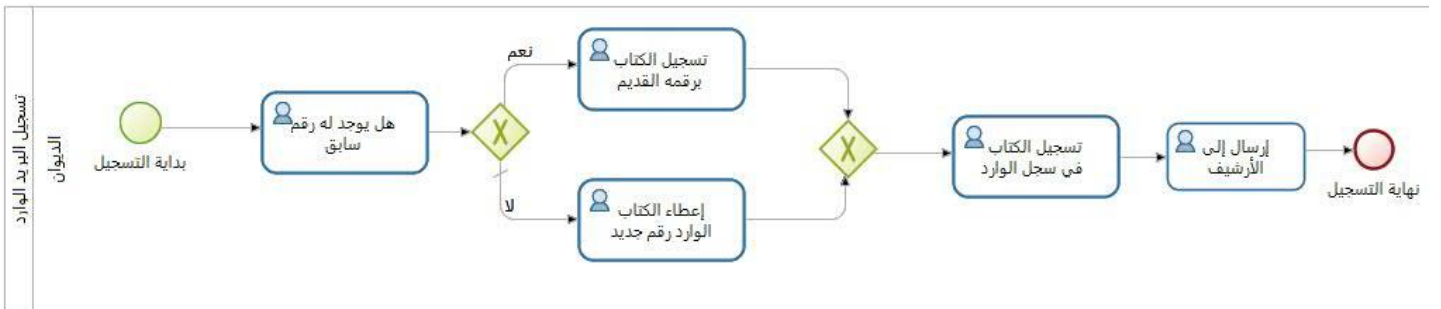 تسجيل البريد الوارد
الديوان
بداية التسجيل
هل يوجد له رقم
سابق
نعم
لا
تسجيل الكتاب
برقمه القديم
إعطاء الكتاب
الوارد رقم جديد
تسجيل الكتاب
في سجل الوارد
إرسال إلى
الأرشيف
نهاية التسجيل